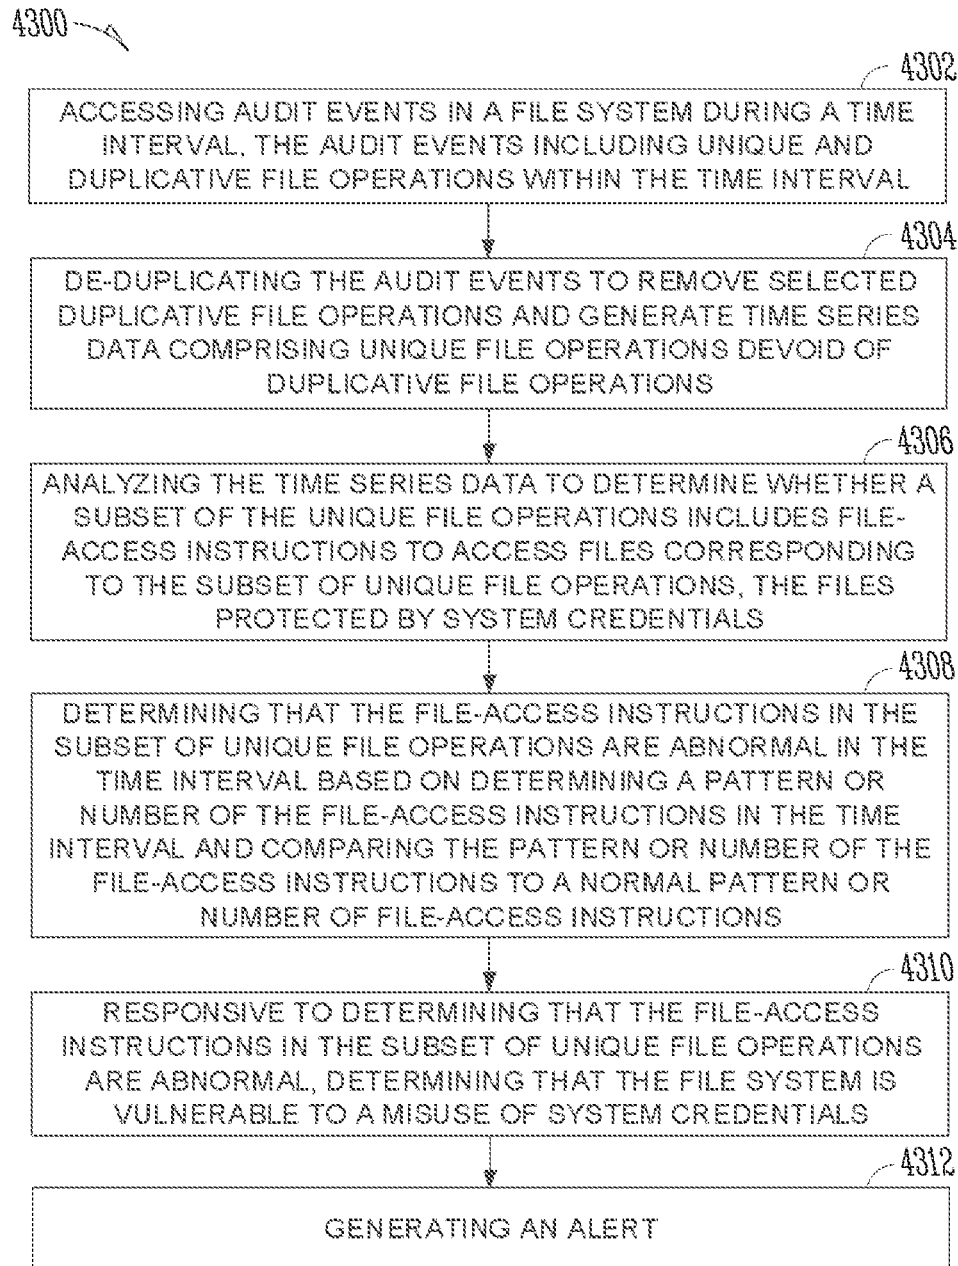 4300
4302
ACCESSING AUDIT EVENTS IN A FILE SYSTEM DURING A TIME
INTERVAL, THE AUDIT EVENTS INCLUDING UNIQUE AND
DUPLICATIVE FILE OPERATIONS WITHIN THE TIME INTERVAL
4304
DE-DUPLICATING THE AUDIT EVENTS TO REMOVE SELECTED
DUPLICATIVE FILE OPERATIONS AND GENERATE TIME SERIES
DATA COMPRISING UNIQUE FILE OPERATIONS DEVOID OF
DUPLICATIVE FILE OPERATIONS
4306
ANALYZING THE TIME SERIES DATA TO DETERMINE WHETHER A
SUBSET OF THE UNIQUE FILE OPERATIONS INCLUDES FILE-
ACCESS INSTRUCTIONS TO ACCESS FILES CORRESPONDING
TO THE SUBSET OF UNIQUE FILE OPERATIONS, THE FILES
PROTECTED BY SYSTEM CREDENTIALS
4308
DETERMINING THAT THE FILE-ACCESS INSTRUCTIONS IN THE
SUBSET OF UNIQUE FILE OPERATIONS ARE ABNORMAL IN THE
TIME INTERVAL BASED ON DETERMINING A PATTERN OR
NUMBER OF THE FILE-ACCESS INSTRUCTIONS IN THE TIME
INTERVAL AND COMPARING THE PATTERN OR NUMBER OF THE
FILE-ACCESS INSTRUCTIONS TO A NORMAL PATTERN OR
NUMBER OF FILE-ACCESS INSTRUCTIONS
4310
RESPONSIVE TO DETERMINING THAT THE FILE-ACCESS
INSTRUCTIONS IN THE SUBSET OF UNIQUE FILE OPERATIONS
ARE ABNORMAL, DETERMINING THAT THE FILE SYSTEM IS
VULNERABLE TO A MISUSE OF SYSTEM CREDENTIALS
4312
GENERATING AN ALERT